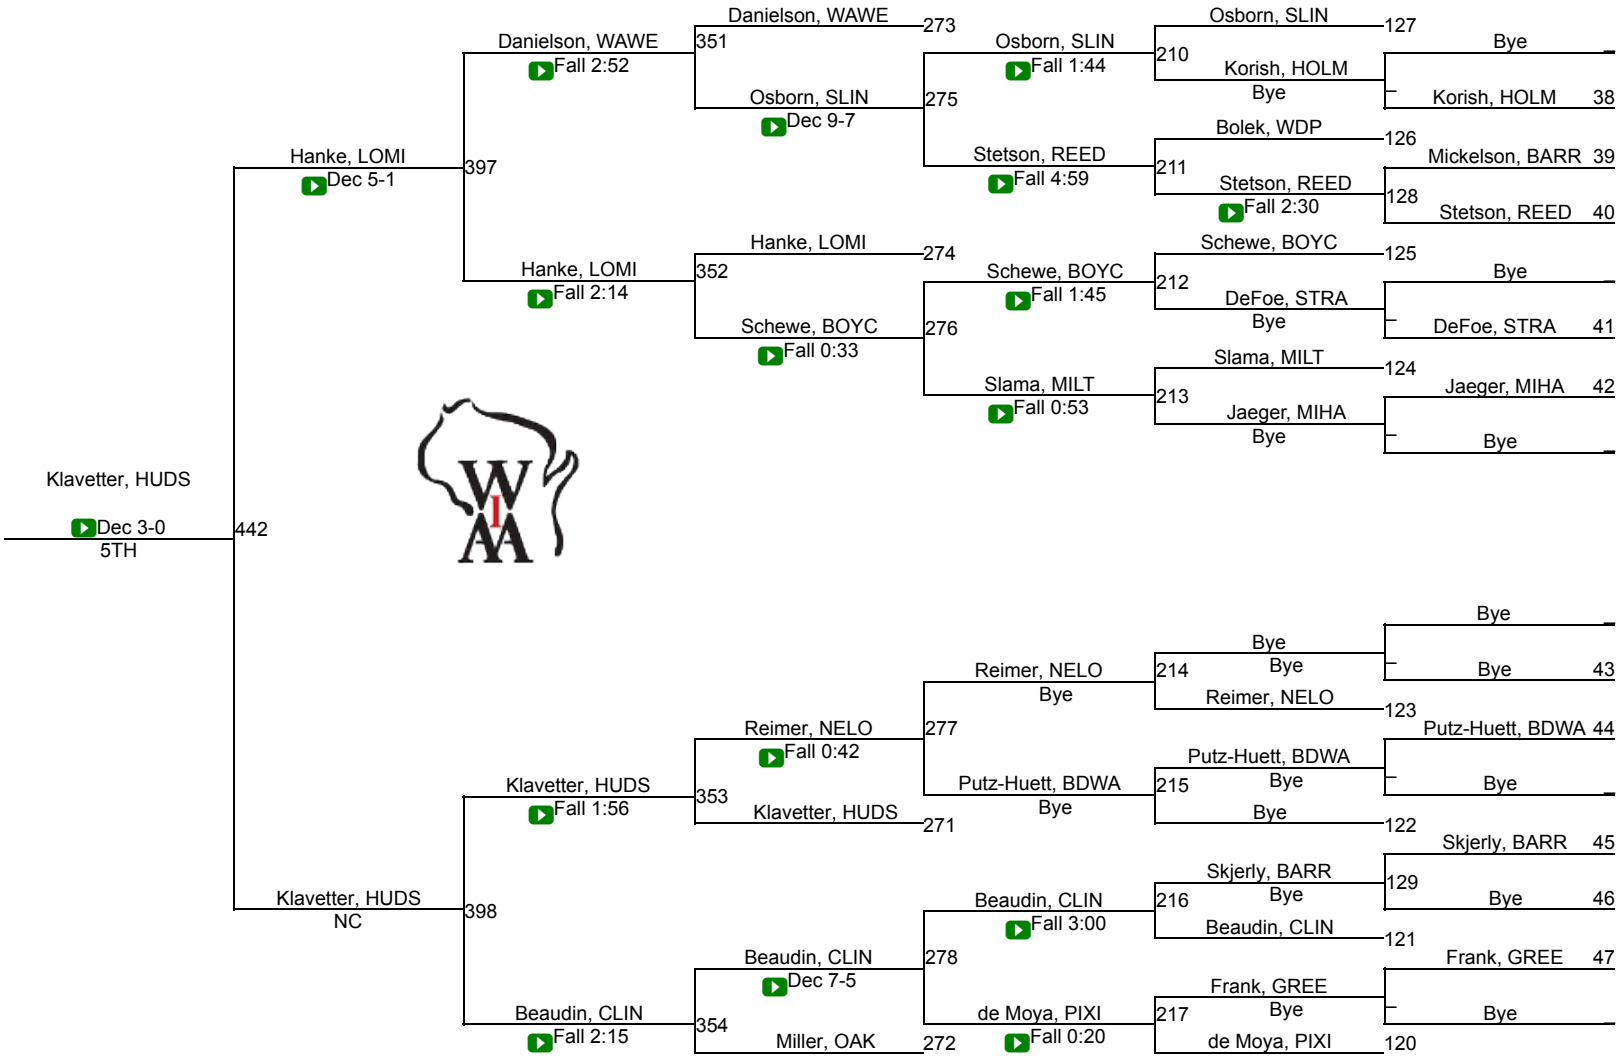 Danielson, WAWE
273
Osborn, SLIN
127
Danielson, WAWE
351
Osborn, SLIN
Bye
Fall 2:52
Fall 1:44
210
Korish, HOLM
Osborn, SLIN
275
Bye
Korish, HOLM 38
Dec 9-7
Bolek, WDP
126
Hanke, LOMI
Stetson, REED
Mickelson, BARR 39
Dec 5-1
397
Fall 4:59
211
Stetson, REED
128
Fall 2:30
Stetson, REED 40
Hanke, LOMI
274
Schewe, BOYC
125
Hanke, LOMI
352
Schewe, BOYC
Bye
Fall 2:14
Fall 1:45
212
DeFoe, STRA
Schewe, BOYC
276
Bye
DeFoe, STRA 41
Fall 0:33
Slama, MILT
124
Slama, MILT
Jaeger, MIHA 42
Fall 0:53
213
Jaeger, MIHA
Bye
Bye
W
I
AA
Klavetter, HUDS
Dec 3-0
442
5TH
Bye
Bye
Reimer, NELO
214
Bye
Bye 43
Bye
Reimer, NELO
123
Reimer, NELO
277
Putz-Huett, BDWA 44
Fall 0:42
Putz-Huett, BDWA
Klavetter, HUDS
Putz-Huett, BDWA
215
Bye
Bye
Fall 1:56
353
Klavetter, HUDS
271
Bye
Bye
122
Skjerly, BARR 45
Skjerly, BARR
129
Klavetter, HUDS
398
Beaudin, CLIN
216
Bye
Bye 46
NC
Fall 3:00
Beaudin, CLIN
121
Beaudin, CLIN
278
Frank, GREE 47
Dec 7-5
Frank, GREE
Beaudin, CLIN
354
de Moya, PIXI
217
Bye
Bye
Fall 2:15
Miller, OAK
272
Fall 0:20
de Moya, PIXI
120